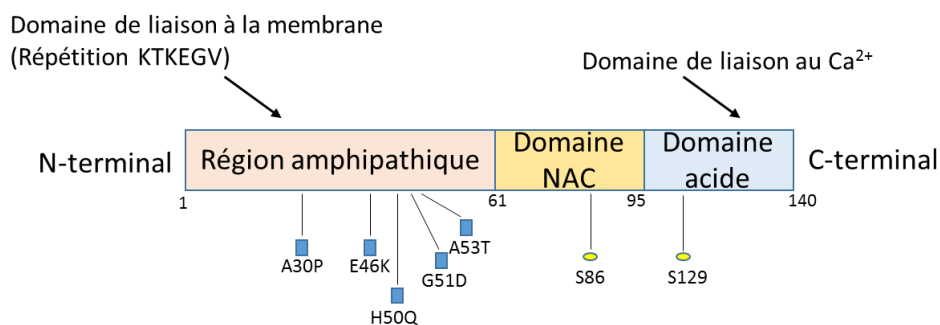 Domaine de liaison à la membrane
(Répétition KTKEGV)
Domaine de liaison au Ca²⁺
N-terminal
Région amphipathique
Domaine
NAC
Domaine
acide
C-terminal
1
61
95
140
A30P
E46K
H50Q
G51D
A53T
S86
S129